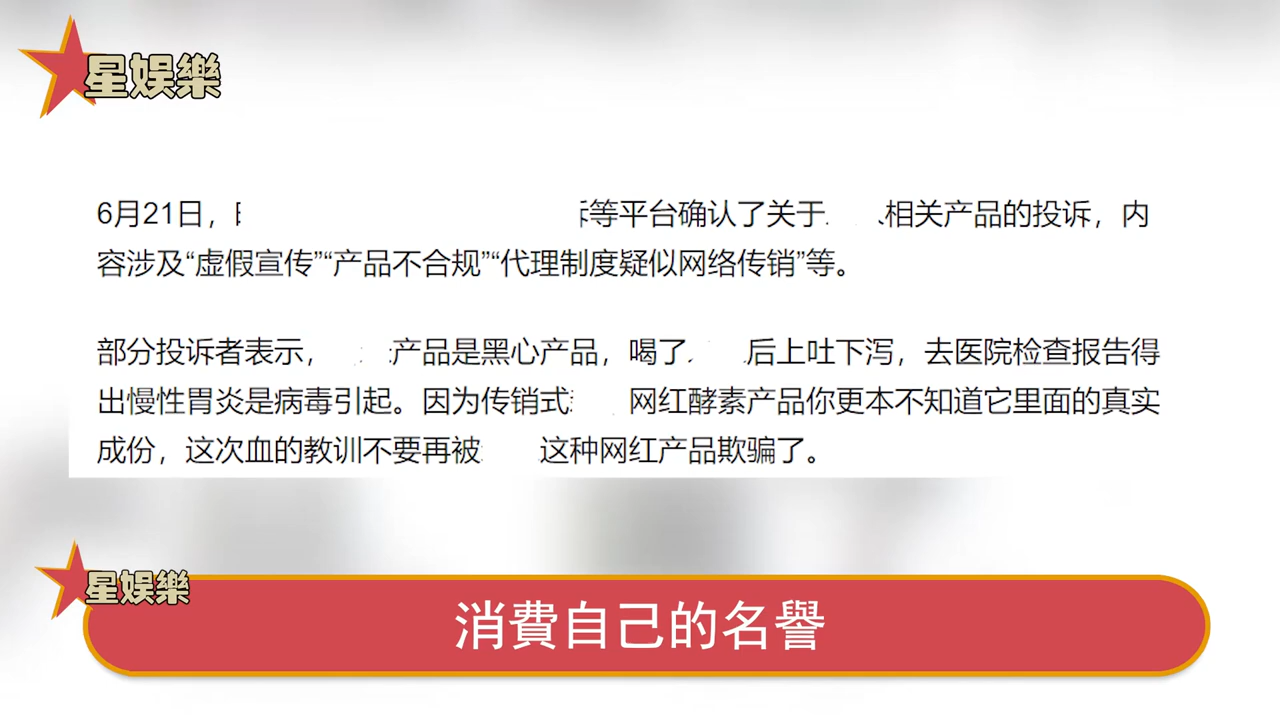 星娱樂
6月21日，等平台确认了关于相关产品的投诉，内
容涉及“虚假宣传”“产品不合规”“代理制度疑似网络传销”等。
部分投诉者表示，产品是黑心产品，喝了后上吐下泻，去医院检查报告得
出慢性胃炎是病毒引起。因为传销式网红酵素产品你更本不知道它里面的真实
成份，这次血的教训不要再被这种网红产品欺骗了。
星娱樂
消費自己的名譽